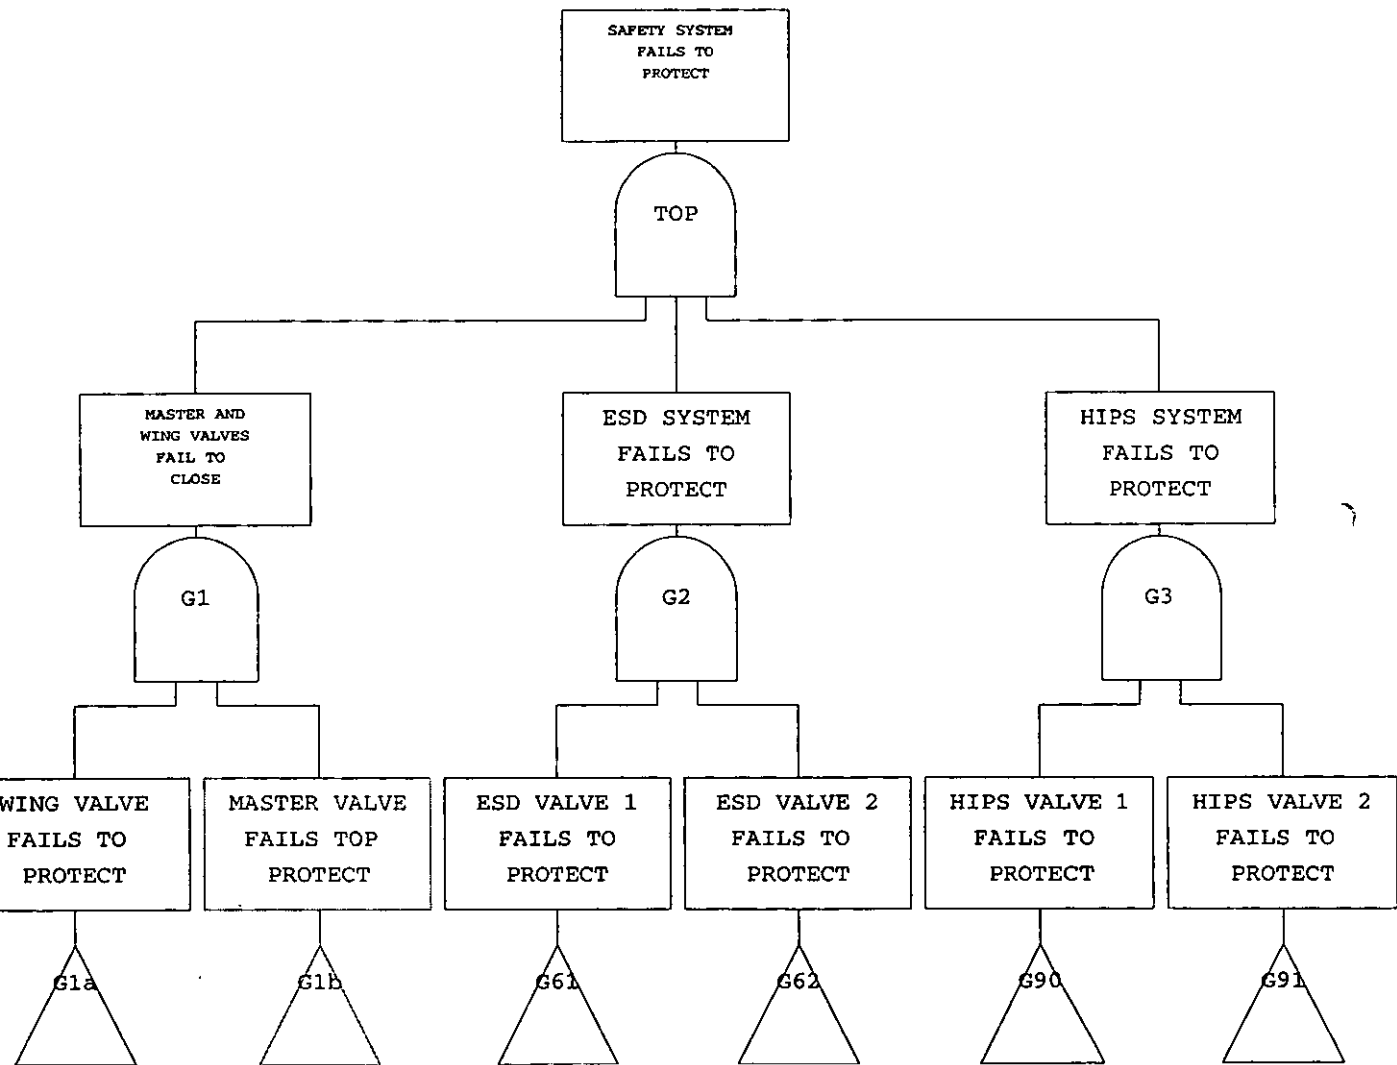 SAFETY SYSTEM
FAILS TO
PROTECT
TOP
MASTER AND
WING VALVES
FAIL TO
CLOSE
ESD SYSTEM
FAILS TO
PROTECT
HIPS SYSTEM
FAILS TO
PROTECT
G1
G2
G3
WING VALVE
FAILS TO
PROTECT
MASTER VALVE
FAILS TOP
PROTECT
ESD VALVE 1
FAILS TO
PROTECT
ESD VALVE 2
FAILS TO
PROTECT
HIPS VALVE 1
FAILS TO
PROTECT
HIPS VALVE 2
FAILS TO
PROTECT
G1a
G1b
G61
G62
G90
G91